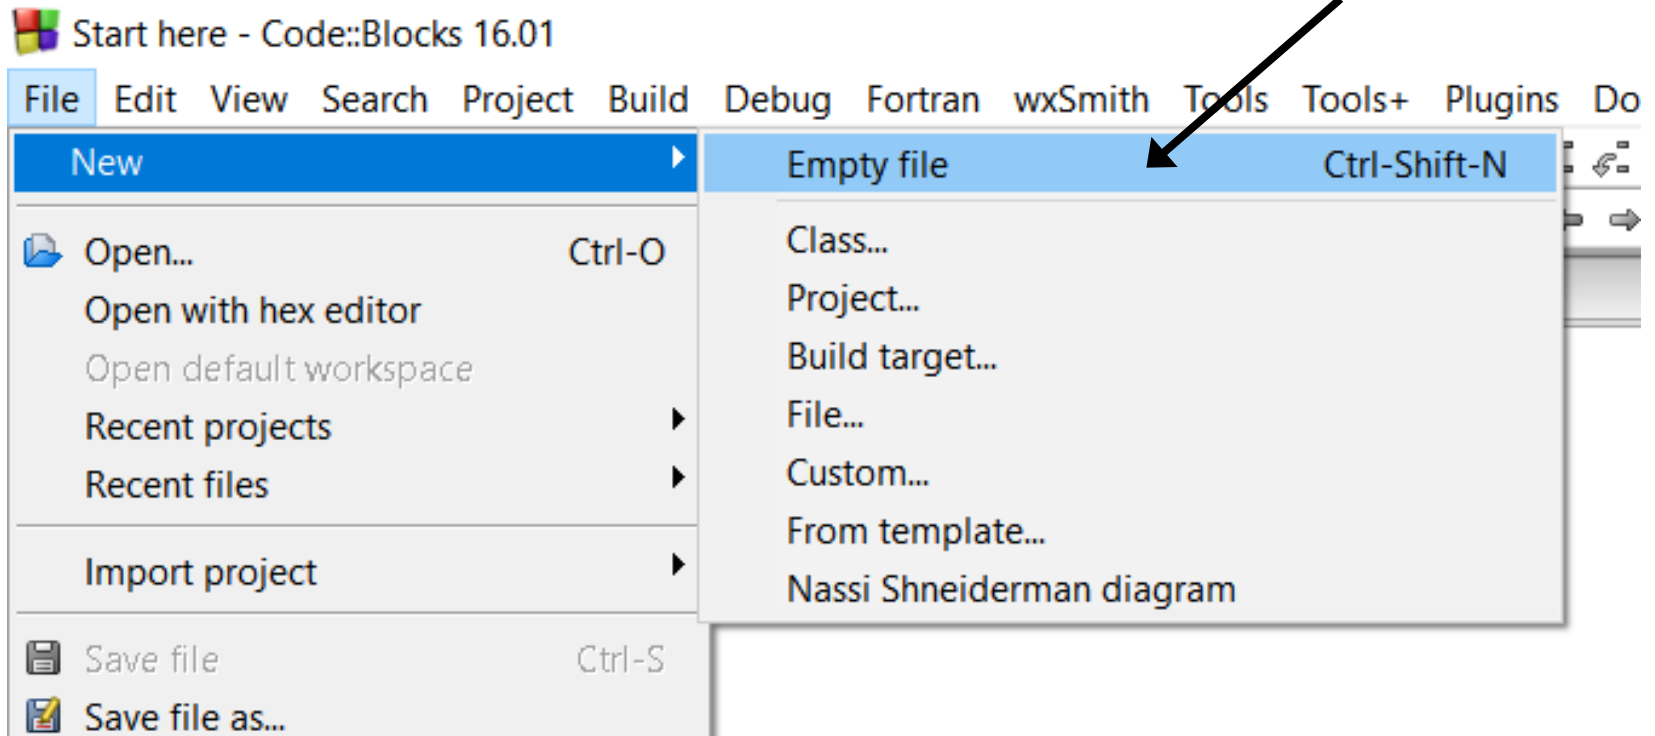 Start here - Code::Blocks 16.01
File Edit View Search Project Build Debug Fortran wxSmith Tools Tools+ Plugins Do
New
Open... Ctrl-O
Open with hex editor
Open default workspace
Recent projects
Recent files
Import project
Save file Ctrl-S
Save file as...
Empty file Ctrl-Shift-N
Class...
Project...
Build target...
File...
Custom...
From template...
Nassi Shneiderman diagram